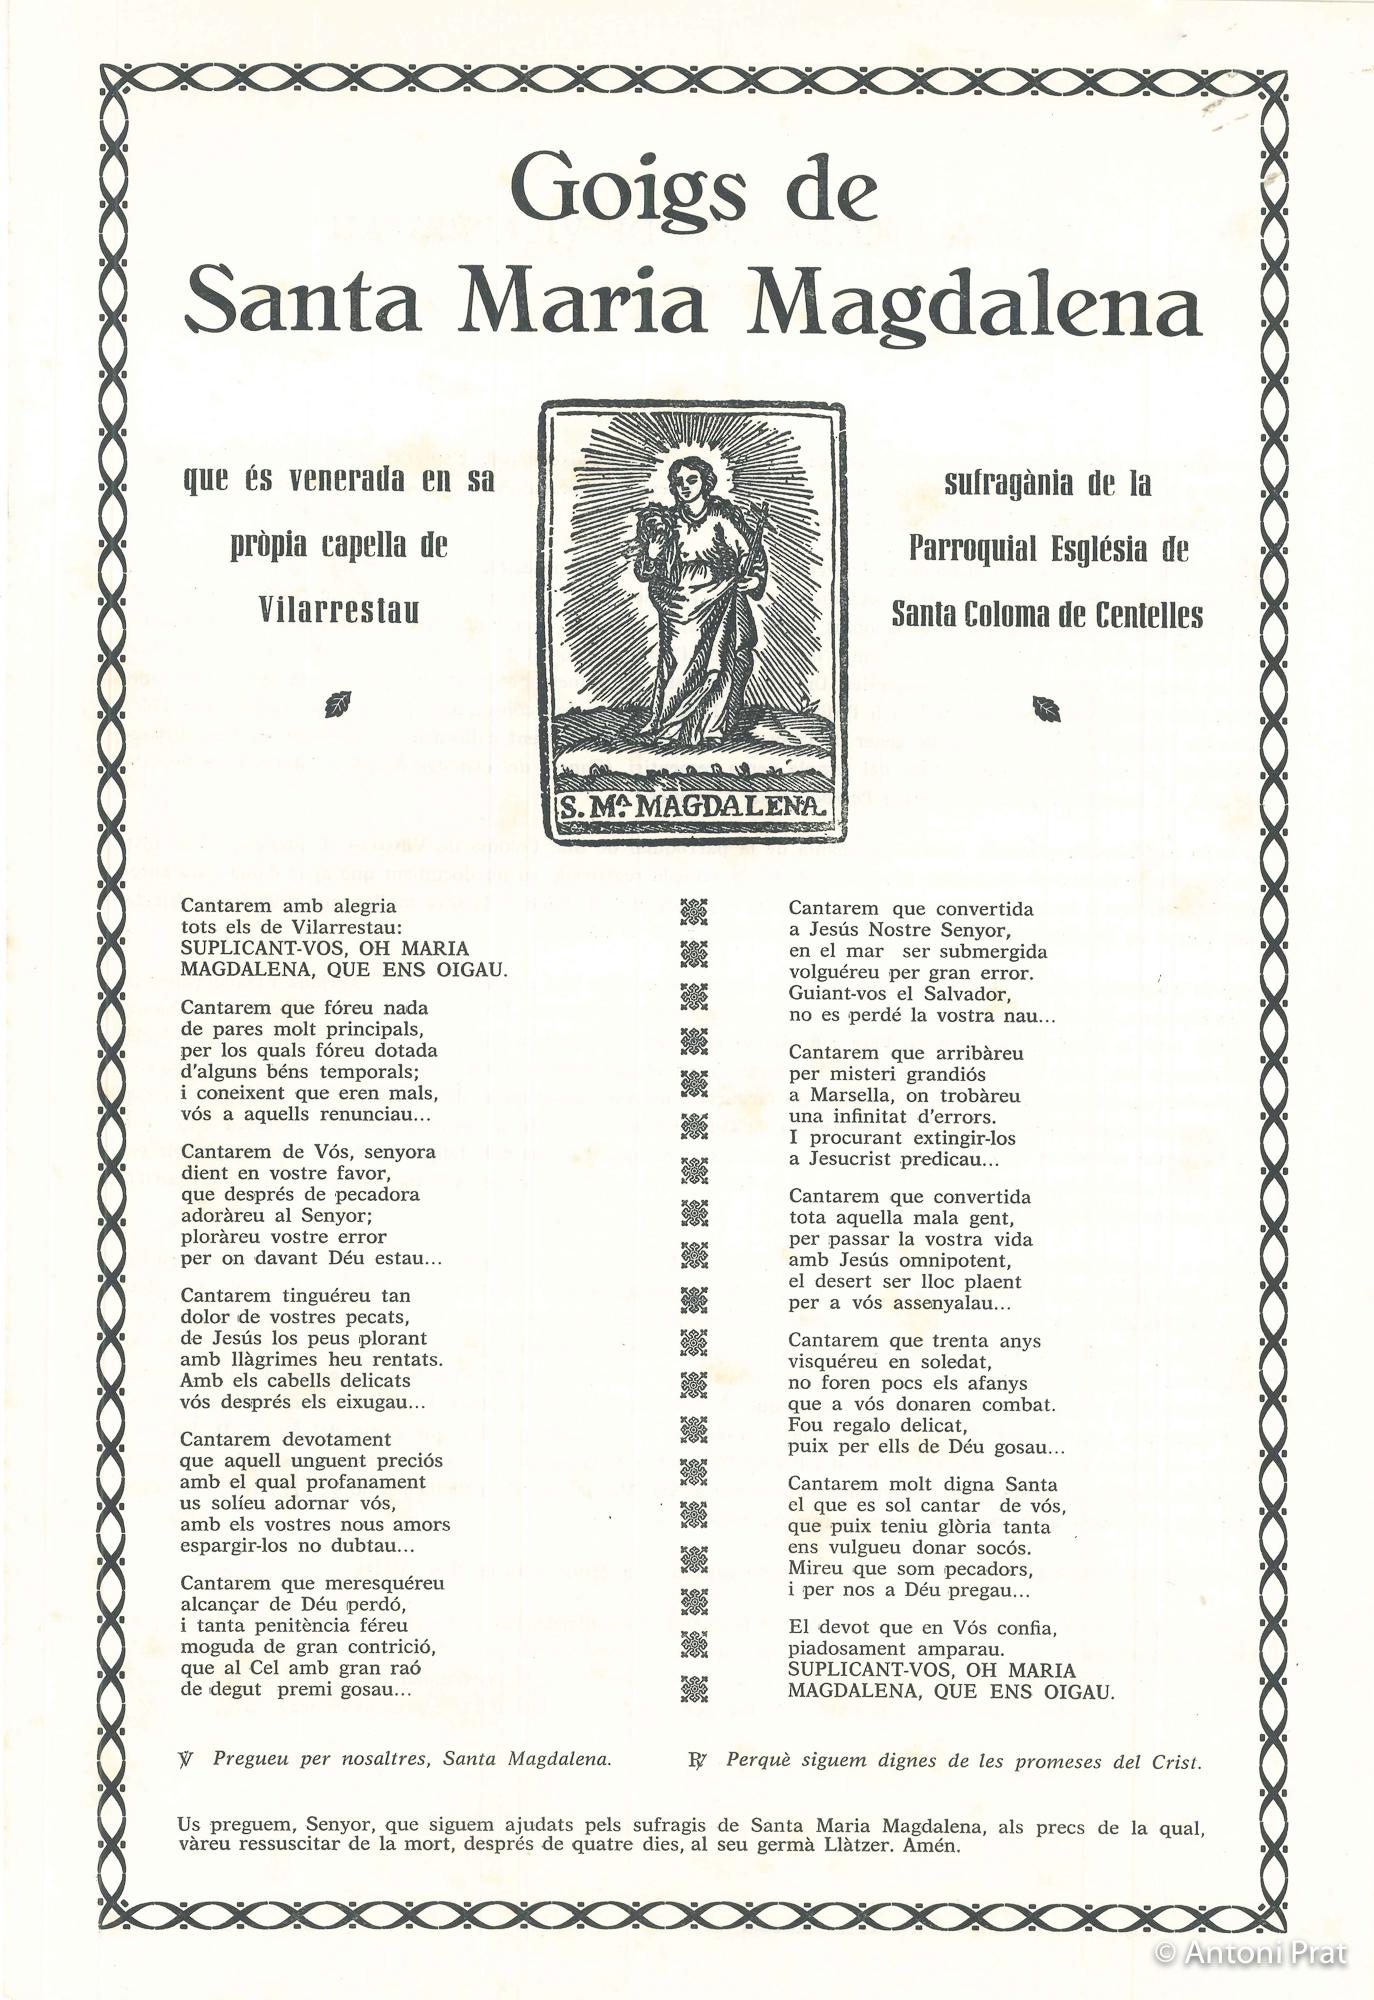 Goigs de
Santa Maria Magdalena
que és venerada en sa
pròpia capella de
Vilarrestau
sufragània de la
Parroquial Església de
Santa Coloma de Centelles
S. Mª. MAGDALENA
Cantarem amb alegria
tots els de Vilarrestau:
SUPLICANT-VOS, OH MARIA
MAGDALENA, QUE ENS OIGAU.
Cantarem que fóreu nada
de pares molt principals,
per los quals fóreu dotada
d'alguns béns temporals;
i coneixent que eren mals,
vós a aquells renunciau...
Cantarem de Vós, senyora
dient en vostre favor,
que després de pecadora
adoràreu al Senyor;
ploràreu vostre error
per on davant Déu estau...
Cantarem tinguéreu tan
dolor de vostres pecats,
de Jesús los peus plorant
amb llàgrimes heu rentats.
Amb els cabells delicats
vós després els eixugau...
Cantarem devotament
que aquell unguent preciós
amb el qual profanament
us solíeu adornar vós,
amb els vostres nous amors
espargir-los no dubtau...
Cantarem que meresquéreu
alcançar de Déu perdó,
i tanta penitència féreu
moguda de gran contrició,
que al Cel amb gran raó
de degut premi gosau...
Cantarem que convertida
a Jesús Nostre Senyor,
en el mar ser submergida
volguéreu per gran error.
Guiant-vos el Salvador,
no es perdé la vostra nau...
Cantarem que arribàreu
per misteri grandiós
a Marsella, on trobàreu
una infinitat d'errors.
I procurant extingir-los
a Jesucrist predicau...
Cantarem que convertida
tota aquella mala gent,
per passar la vostra vida
amb Jesús omnipotent,
el desert ser lloc plaent
per a vós assenyalau...
Cantarem que trenta anys
visquéreu en soledat,
no foren pocs els afanys
que a vós donaren combat.
Fou regalo delicat,
puix per ells de Déu gosau...
Cantarem molt digna Santa
el que es sol cantar de vós,
que puix teniu glòria tanta
ens vulgueu donar socós.
Mireu que som pecadors,
i per nos a Déu pregau...
El devot que en Vós confia,
piadosament amparau.
SUPLICANT-VOS, OH MARIA
MAGDALENA, QUE ENS OIGAU.
℣ Pregueu per nosaltres, Santa Magdalena.
℟ Perquè siguem dignes de les promeses del Crist.
Us preguem, Senyor, que siguem ajudats pels sufragis de Santa Maria Magdalena, als precs de la qual,
vàreu ressuscitar de la mort, després de quatre dies, al seu germà Llàtzer. Amén.
© Antoni Prat